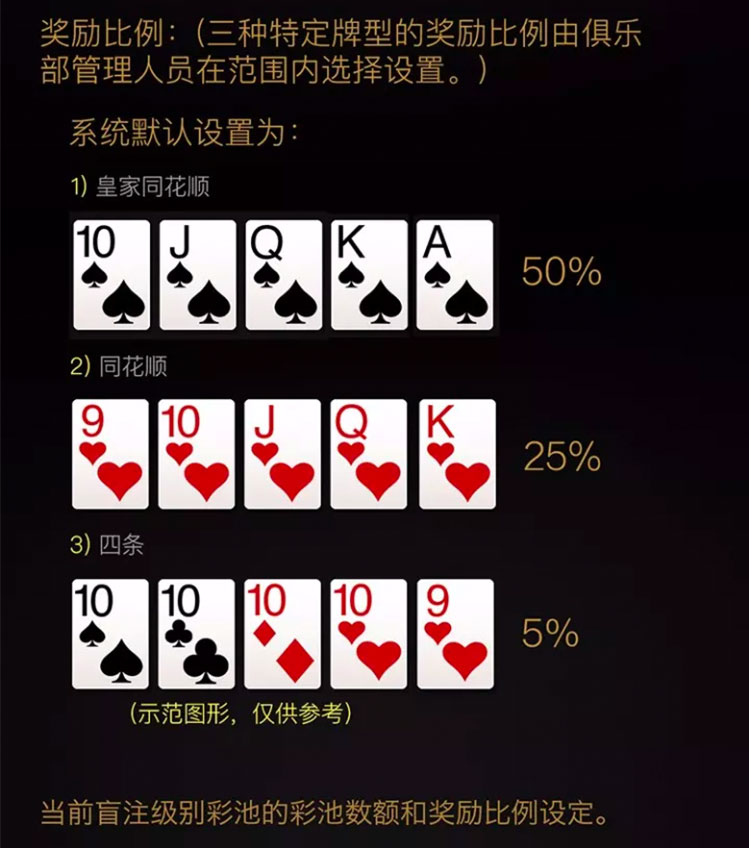 奖励比例：(三种特定牌型的奖励比例由俱乐
部管理人员在范围内选择设置。)
系统默认设置为：
1) 皇家同花顺
10 J Q K A 50%
2) 同花顺
9 10 J Q K 25%
3) 四条
10 10 10 10 9 5%
(示范图形，仅供参考)
当前盲注级别彩池的彩池数额和奖励比例设定。